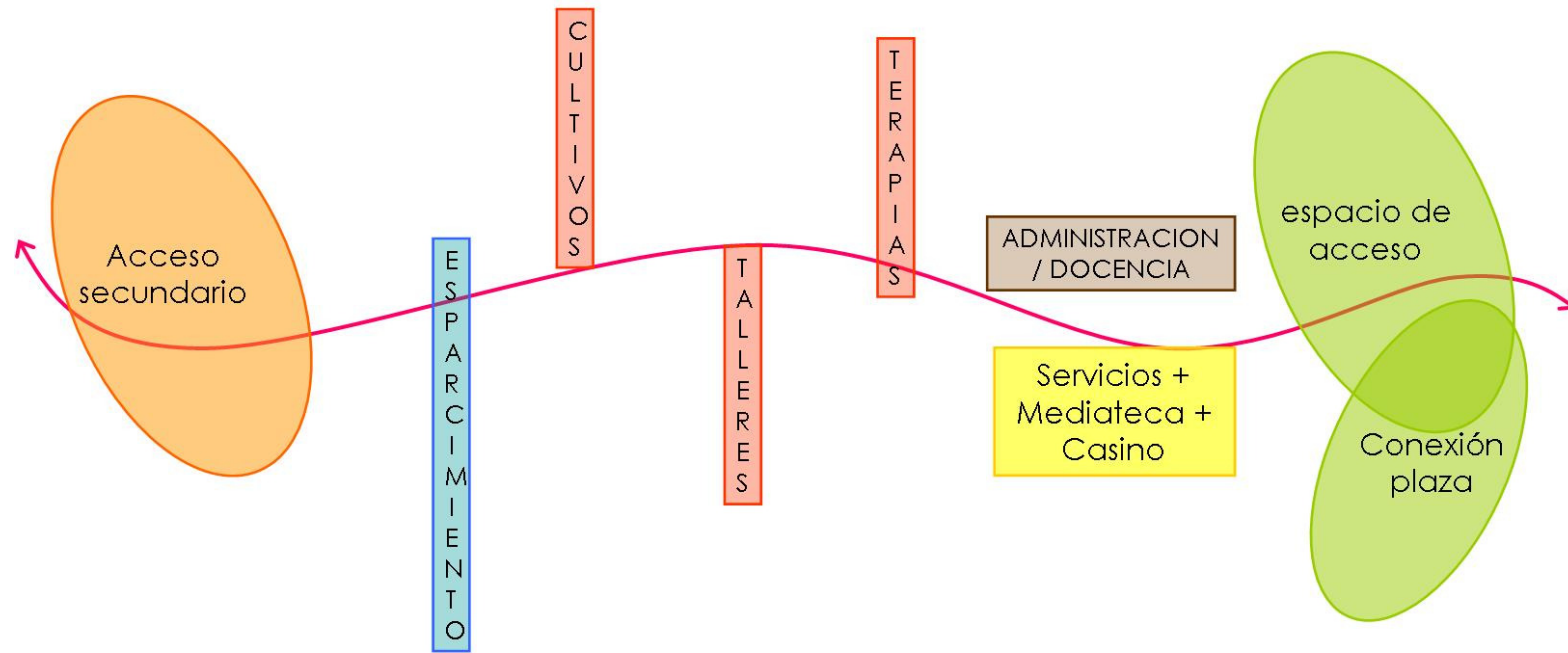 Acceso
secundario
ESPARCIMIENTO
CULTIVOS
TALLERES
TERAPIAS
ADMINISTRACION
/ DOCENCIA
Servicios +
Mediateca +
Casino
espacio de
acceso
Conexión
plaza